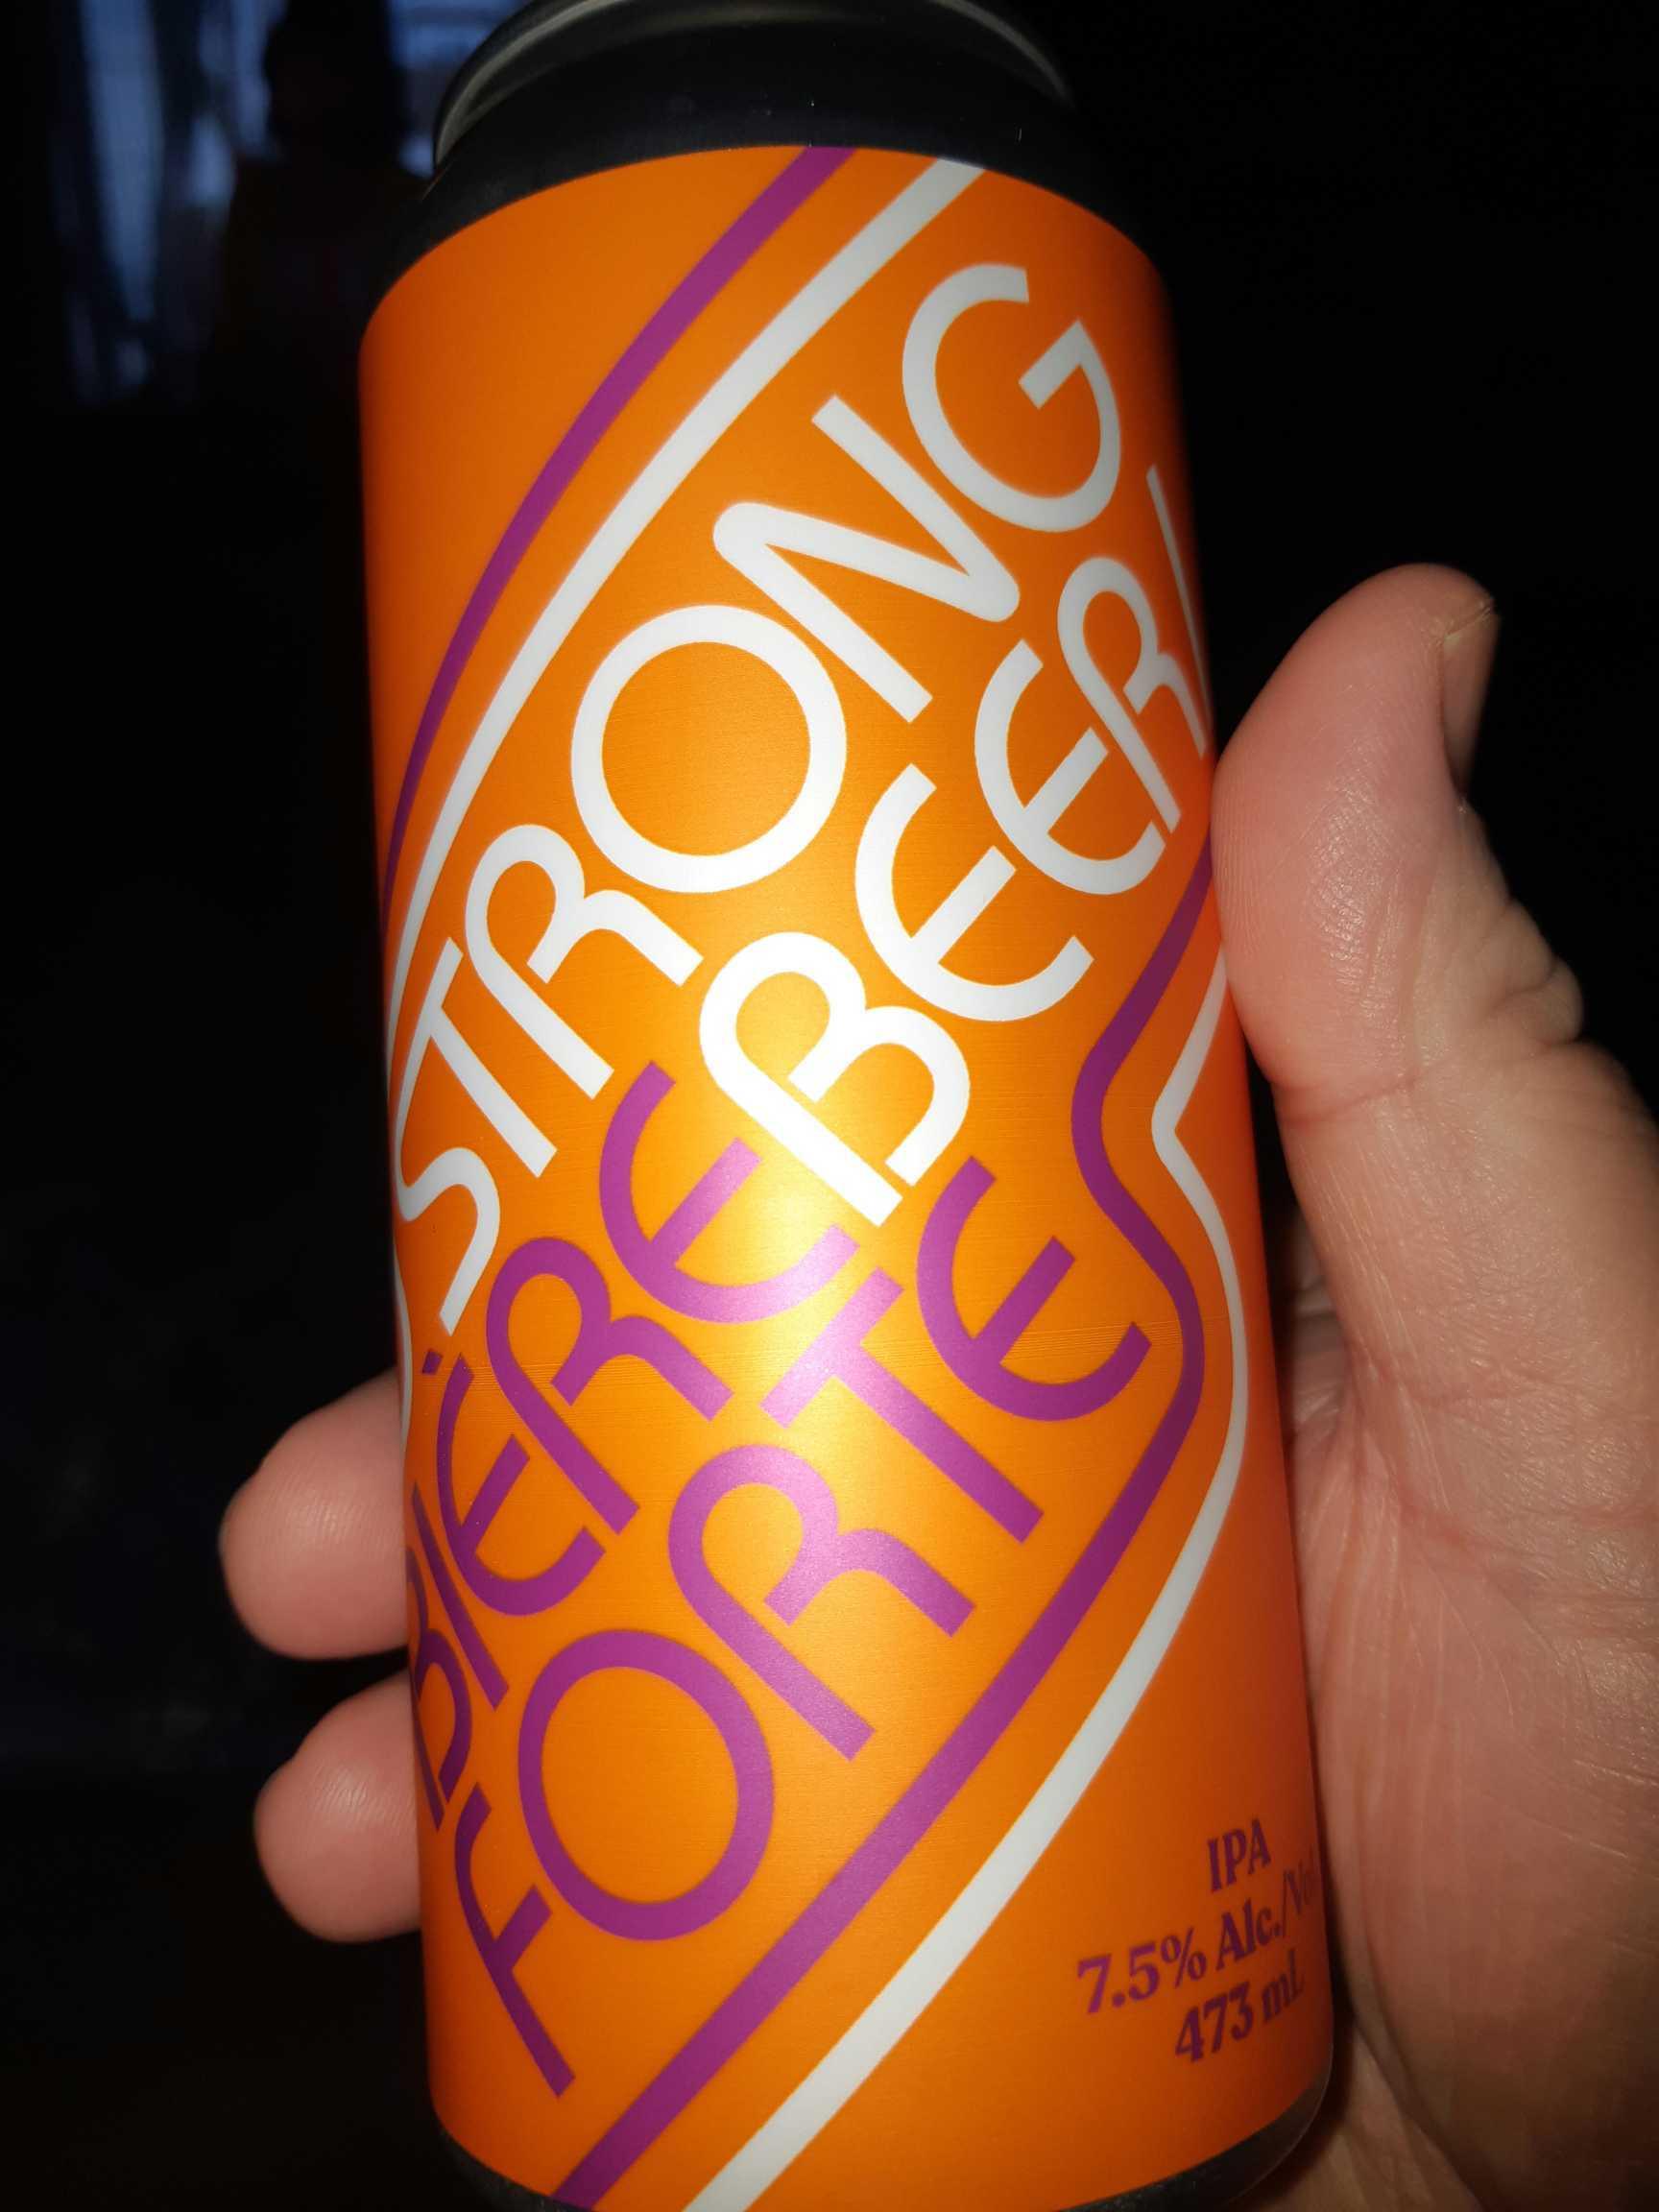 STRONG
BEER/
BIÈRE
FORTE
IPA
7.5% Alc./Vol
473 mL